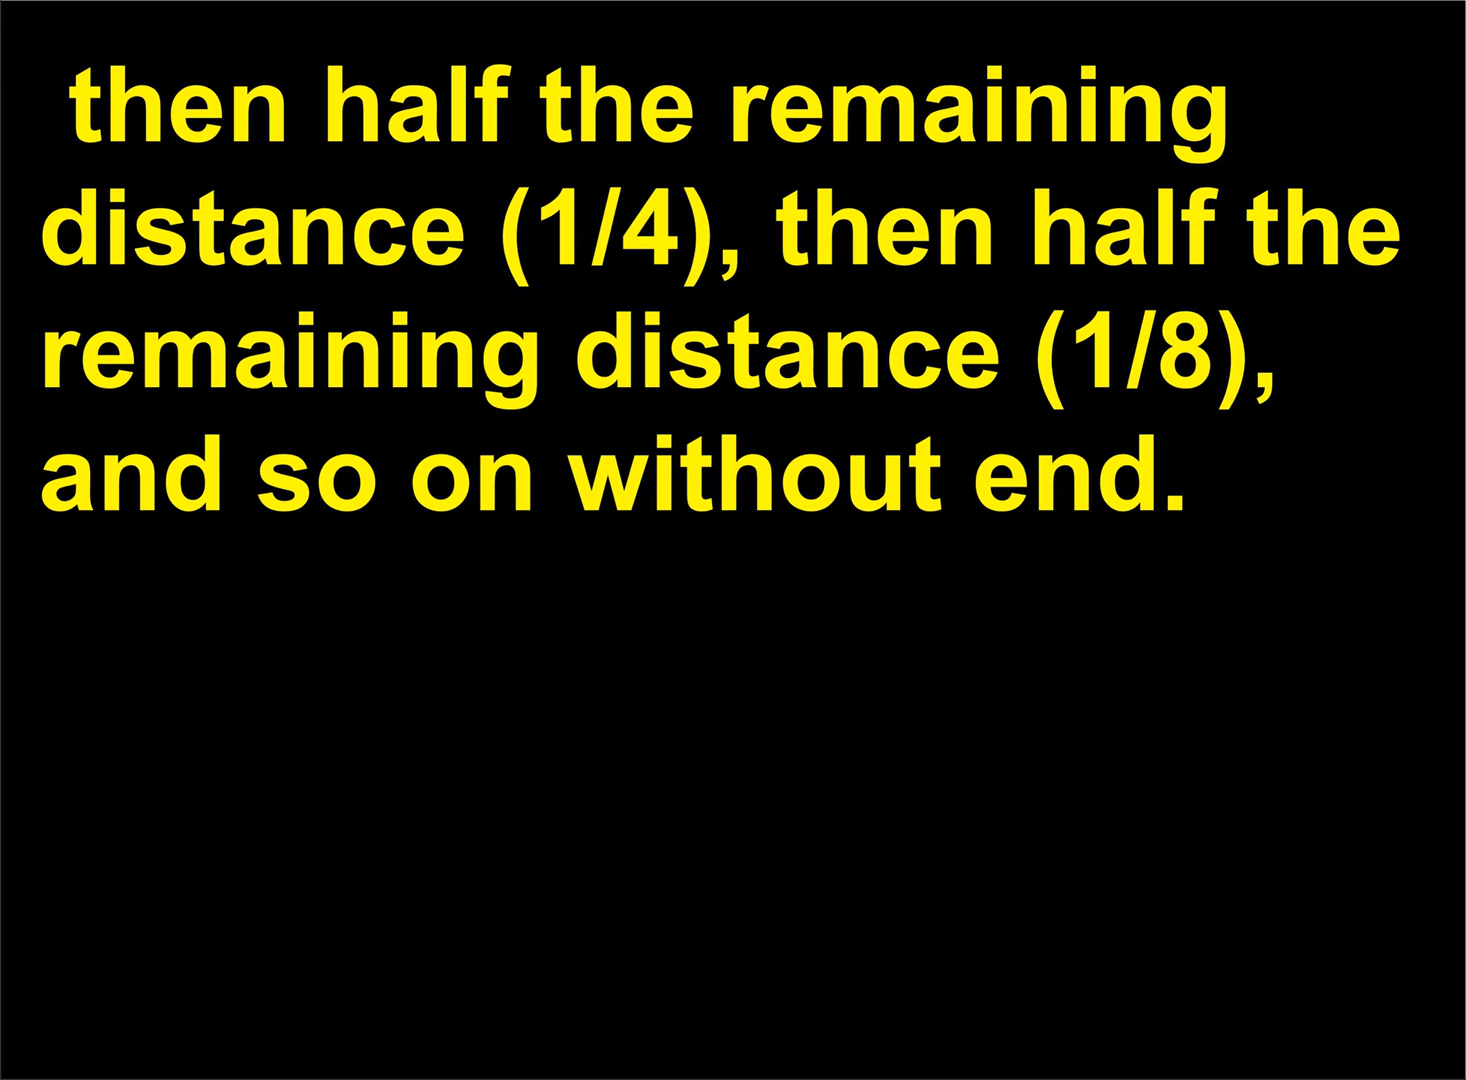 then half the remaining
distance (1/4), then half the
remaining distance (1/8),
and so on without end.